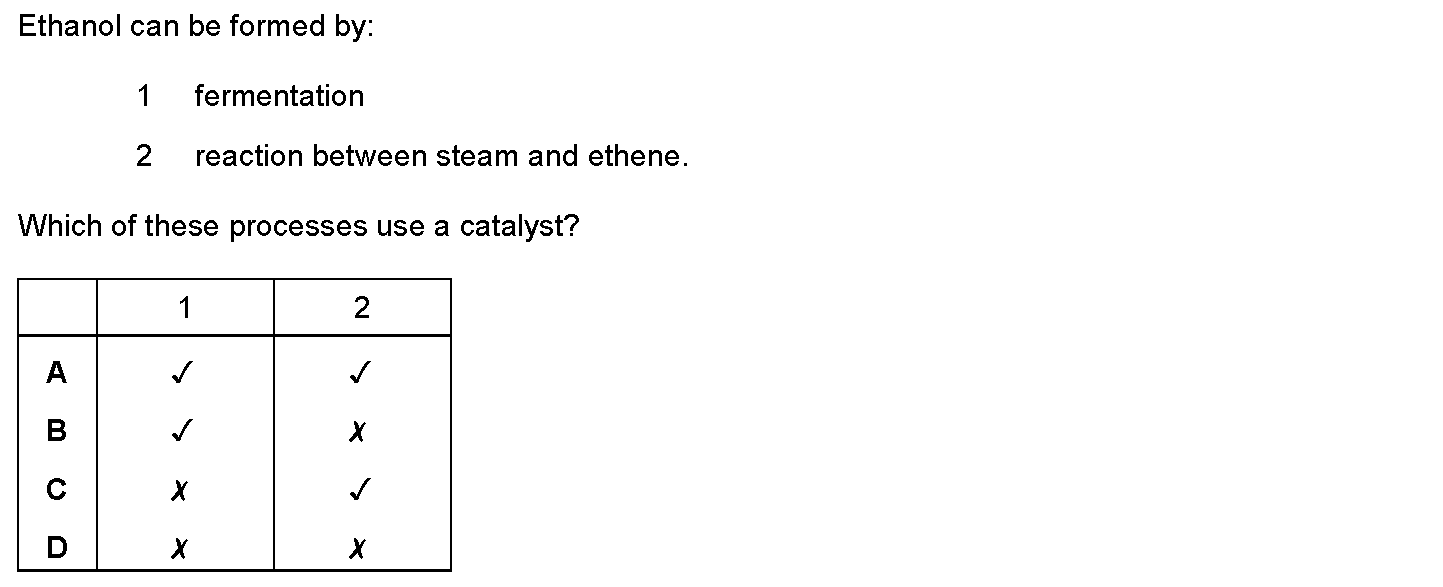 Ethanol can be formed by:
1 fermentation
2 reaction between steam and ethene.
Which of these processes use a catalyst?
1 2
A ✓ ✓
B ✓ ✗
C ✗ ✓
D ✗ ✗